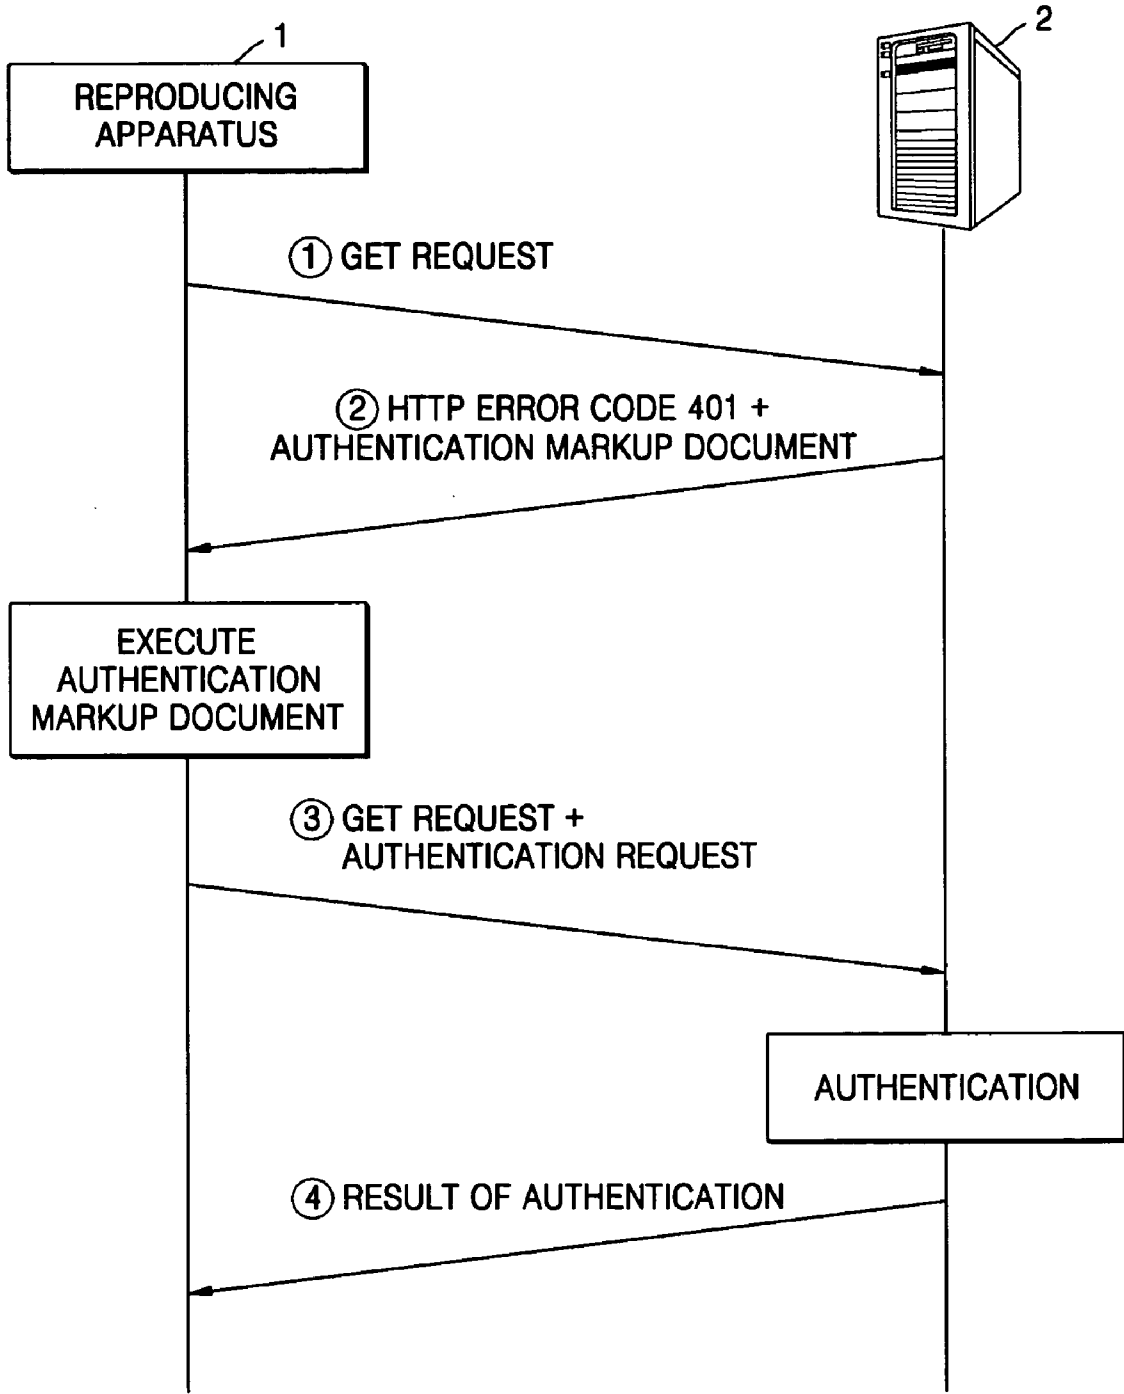 1
2
REPRODUCING
APPARATUS
① GET REQUEST
② HTTP ERROR CODE 401 +
AUTHENTICATION MARKUP DOCUMENT
EXECUTE
AUTHENTICATION
MARKUP DOCUMENT
③ GET REQUEST +
AUTHENTICATION REQUEST
AUTHENTICATION
④ RESULT OF AUTHENTICATION